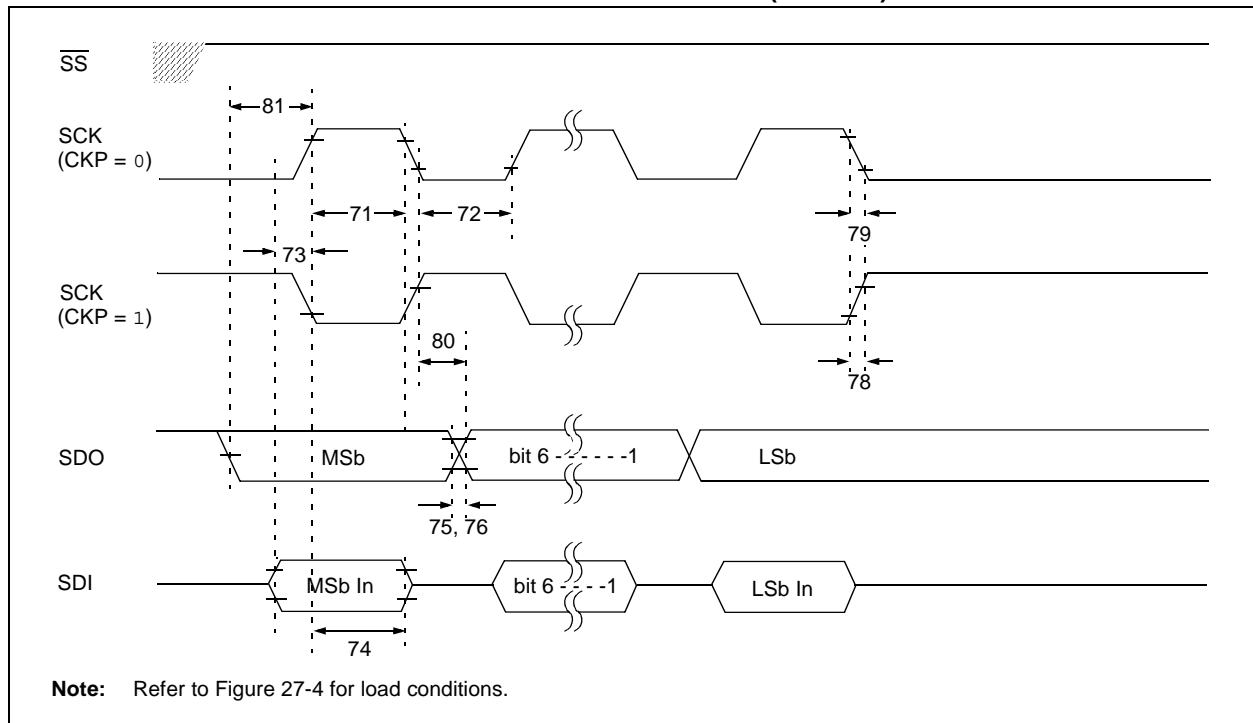 SS
81
SCK
(CKP = 0)
71
72
79
73
SCK
(CKP = 1)
80
78
SDO
MSb
bit 6 - - - - - -1
LSb
75, 76
SDI
MSb In
bit 6 - - - - -1
LSb In
74
Note: Refer to Figure 27-4 for load conditions.